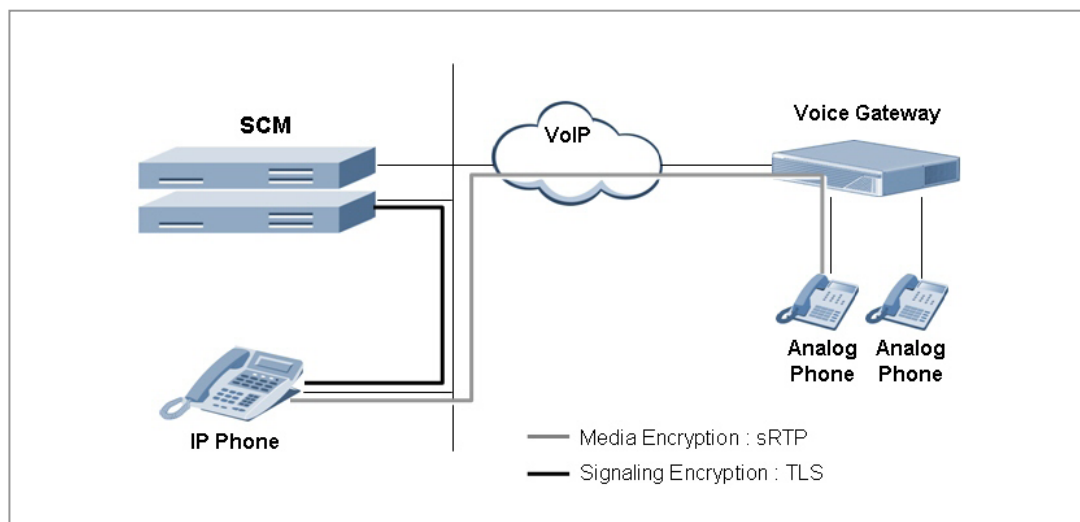 SCM
VoIP
Voice Gateway
IP Phone
Analog
Phone
Analog
Phone
Media Encryption : sRTP
Signaling Encryption : TLS